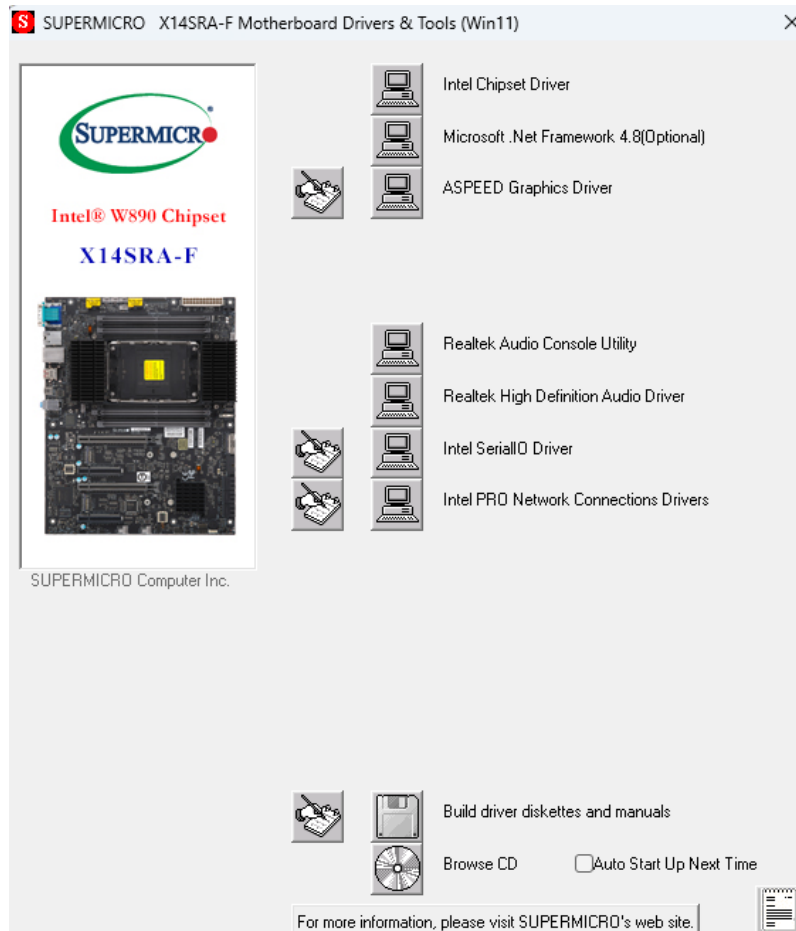 S SUPERMICRO X14SRA-F Motherboard Drivers & Tools (Win11)
SUPERMICRO
Intel® W890 Chipset
X14SRA-F
SUPERMICRO Computer Inc.
Intel Chipset Driver
Microsoft .Net Framework 4.8(Optional)
ASPEED Graphics Driver
Realtek Audio Console Utility
Realtek High Definition Audio Driver
Intel SerialIO Driver
Intel PRO Network Connections Drivers
Build driver diskettes and manuals
Browse CD
Auto Start Up Next Time
For more information, please visit SUPERMICRO's web site.